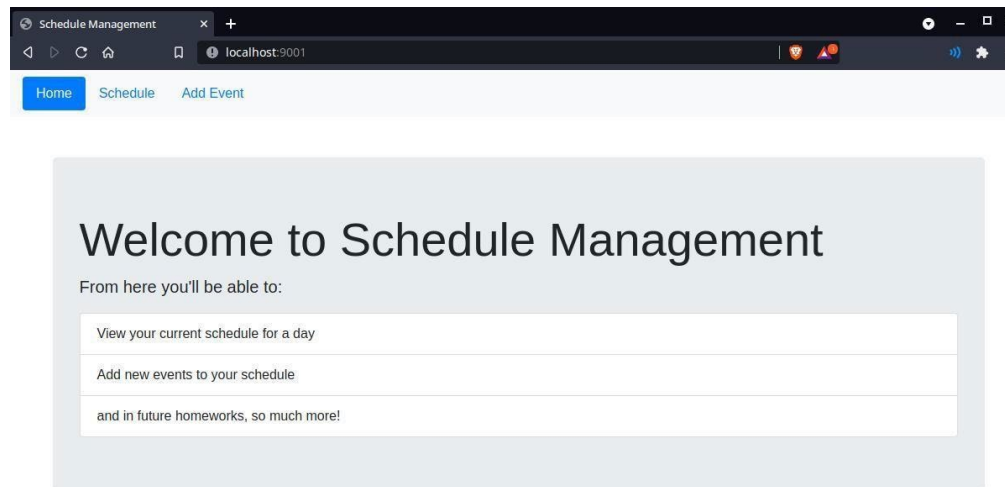 Schedule Management
localhost:9001
Home Schedule Add Event
Welcome to Schedule Management
From here you'll be able to:
View your current schedule for a day
Add new events to your schedule
and in future homeworks, so much more!